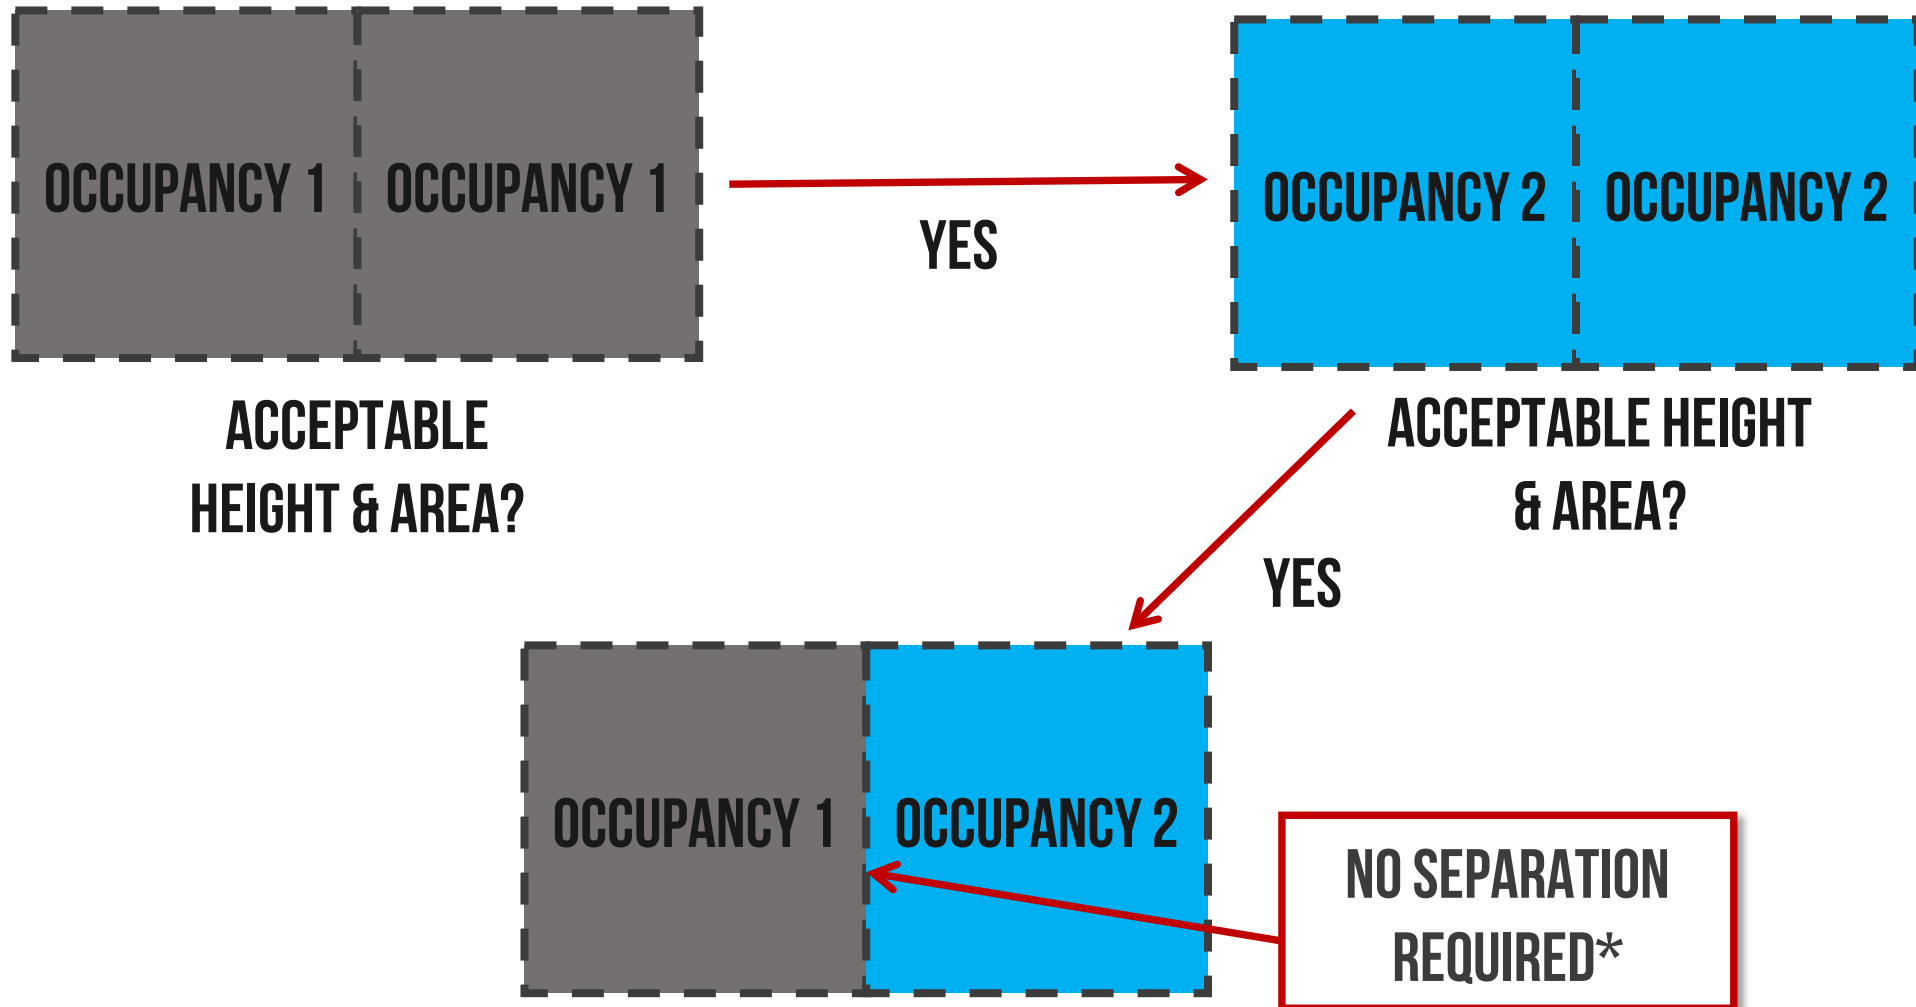 OCCUPANCY 1
OCCUPANCY 1
YES
OCCUPANCY 2
OCCUPANCY 2
ACCEPTABLE
HEIGHT & AREA?
ACCEPTABLE HEIGHT
& AREA?
YES
OCCUPANCY 1
OCCUPANCY 2
NO SEPARATION
REQUIRED*